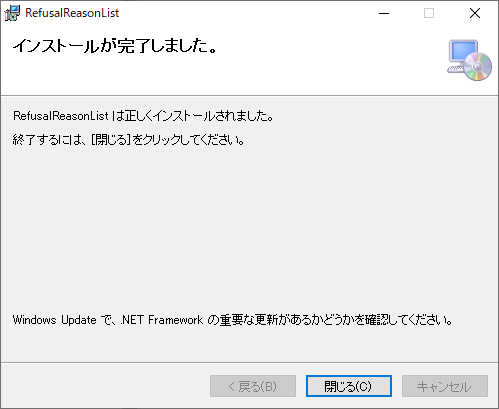 RefusalReasonList
インストールが完了しました。
RefusalReasonList は正しくインストールされました。
終了するには、[閉じる]をクリックしてください。
Windows Update で、.NET Framework の重要な更新があるかどうかを確認してください。
< 戻る(B)
閉じる(C)
キャンセル